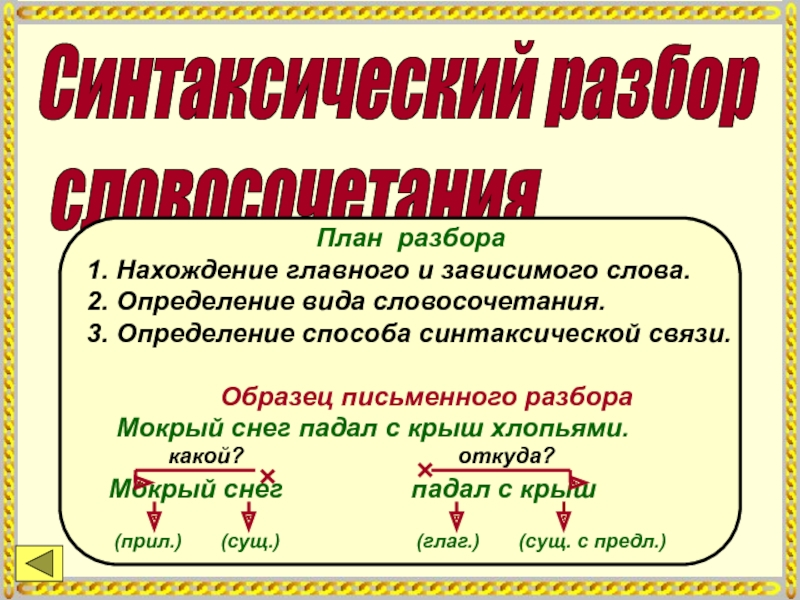 Синтаксический разбор
словосочетания
План разбора
1. Нахождение главного и зависимого слова.
2. Определение вида словосочетания.
3. Определение способа синтаксической связи.
Образец письменного разбора
Мокрый снег падал с крыш хлопьями.
какой? откуда?
Мокрый снег падал с крыш
(прил.) (сущ.) (глаг.) (сущ. с предл.)